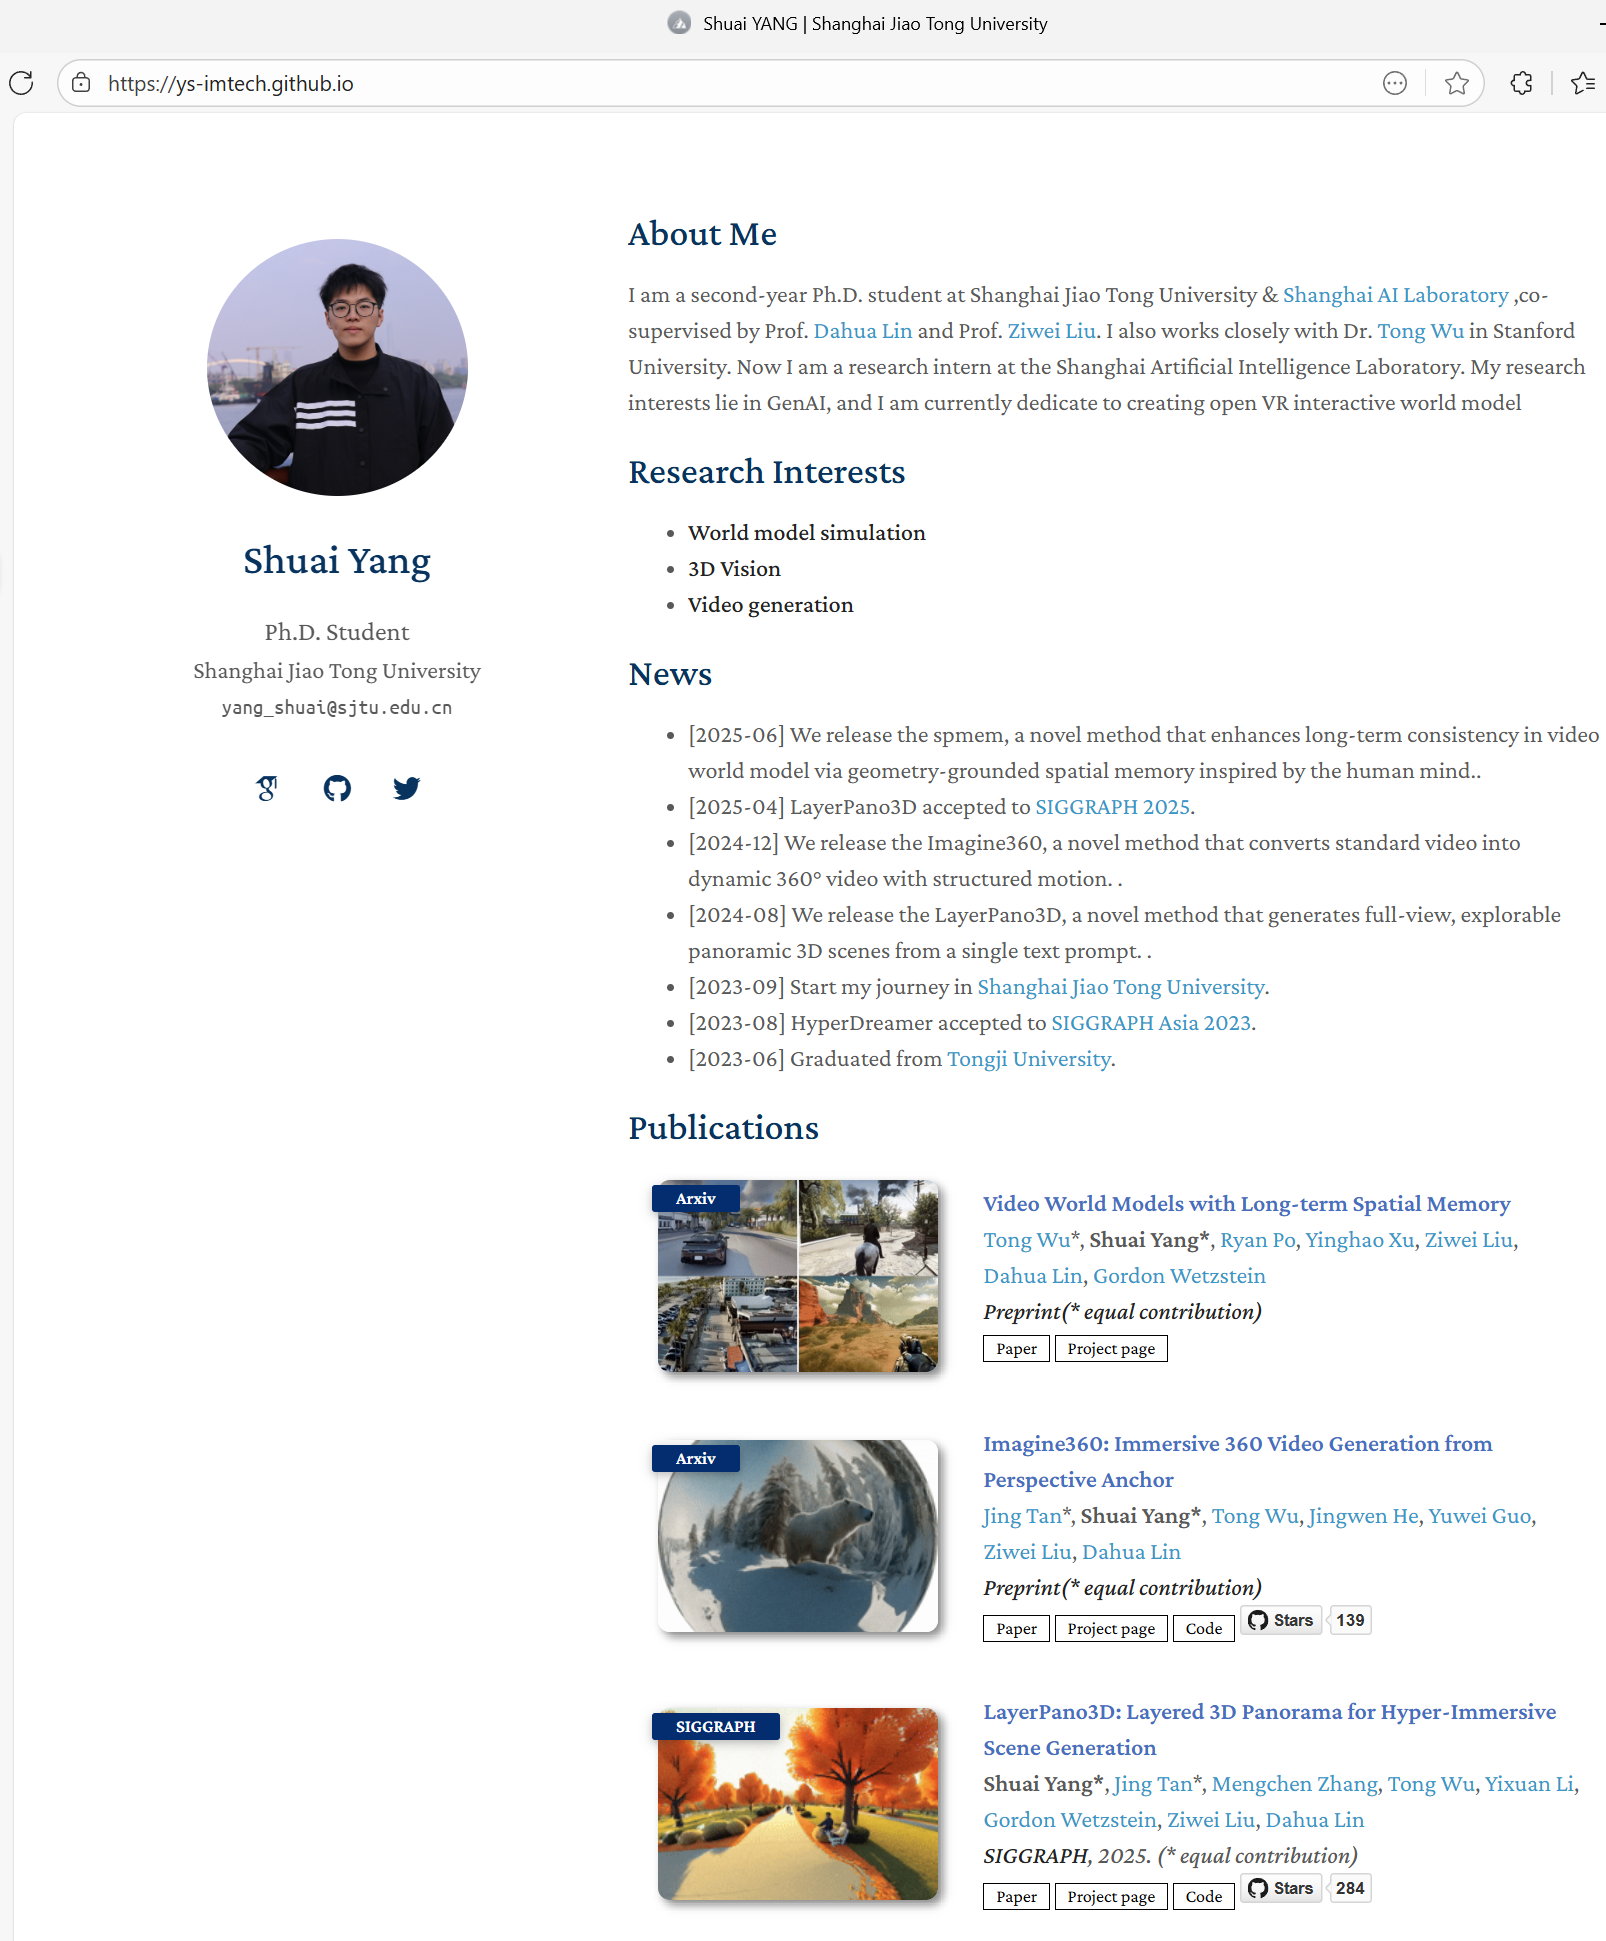 Shuai YANG | Shanghai Jiao Tong University
https://ys-imtech.github.io
Shuai Yang
Ph.D. Student
Shanghai Jiao Tong University
yang_shuai@sjtu.edu.cn
About Me
I am a second-year Ph.D. student at Shanghai Jiao Tong University & Shanghai AI Laboratory ,co-
supervised by Prof. Dahua Lin and Prof. Ziwei Liu. I also works closely with Dr. Tong Wu in Stanford
University. Now I am a research intern at the Shanghai Artificial Intelligence Laboratory. My research
interests lie in GenAI, and I am currently dedicate to creating open VR interactive world model
Research Interests
• World model simulation
• 3D Vision
• Video generation
News
• [2025-06] We release the spmem, a novel method that enhances long-term consistency in video
world model via geometry-grounded spatial memory inspired by the human mind..
• [2025-04] LayerPano3D accepted to SIGGRAPH 2025.
• [2024-12] We release the Imagine360, a novel method that converts standard video into
dynamic 360° video with structured motion. .
• [2024-08] We release the LayerPano3D, a novel method that generates full-view, explorable
panoramic 3D scenes from a single text prompt. .
• [2023-09] Start my journey in Shanghai Jiao Tong University.
• [2023-08] HyperDreamer accepted to SIGGRAPH Asia 2023.
• [2023-06] Graduated from Tongji University.
Publications
Arxiv
Video World Models with Long-term Spatial Memory
Tong Wu*, Shuai Yang*, Ryan Po, Yinghao Xu, Ziwei Liu,
Dahua Lin, Gordon Wetzstein
Preprint(* equal contribution)
Paper Project page
Arxiv
Imagine360: Immersive 360 Video Generation from
Perspective Anchor
Jing Tan*, Shuai Yang*, Tong Wu, Jingwen He, Yuwei Guo,
Ziwei Liu, Dahua Lin
Preprint(* equal contribution)
Paper Project page Code Stars 139
SIGGRAPH
LayerPano3D: Layered 3D Panorama for Hyper-Immersive
Scene Generation
Shuai Yang*, Jing Tan*, Mengchen Zhang, Tong Wu, Yixuan Li,
Gordon Wetzstein, Ziwei Liu, Dahua Lin
SIGGRAPH, 2025. (* equal contribution)
Paper Project page Code Stars 284